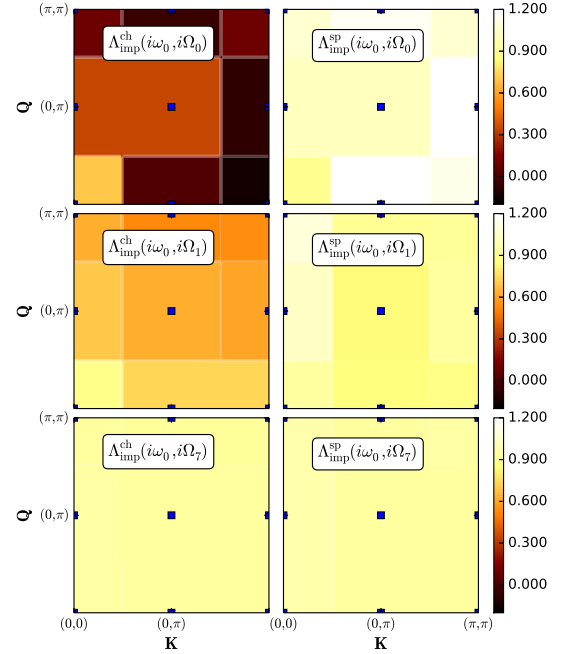 (π,π)
Λ^ch_imp(iω_0,iΩ_0)
Λ^sp_imp(iω_0,iΩ_0)
Q
(0,π)
1.200
0.900
0.600
0.300
0.000
(π,π)
Λ^ch_imp(iω_0,iΩ_1)
Λ^sp_imp(iω_0,iΩ_1)
Q
(0,π)
1.200
0.900
0.600
0.300
0.000
(π,π)
Λ^ch_imp(iω_0,iΩ_7)
Λ^sp_imp(iω_0,iΩ_7)
Q
(0,π)
1.200
0.900
0.600
0.300
0.000
(0,0) (0,π) (0,0) (0,π) (π,π)
K K